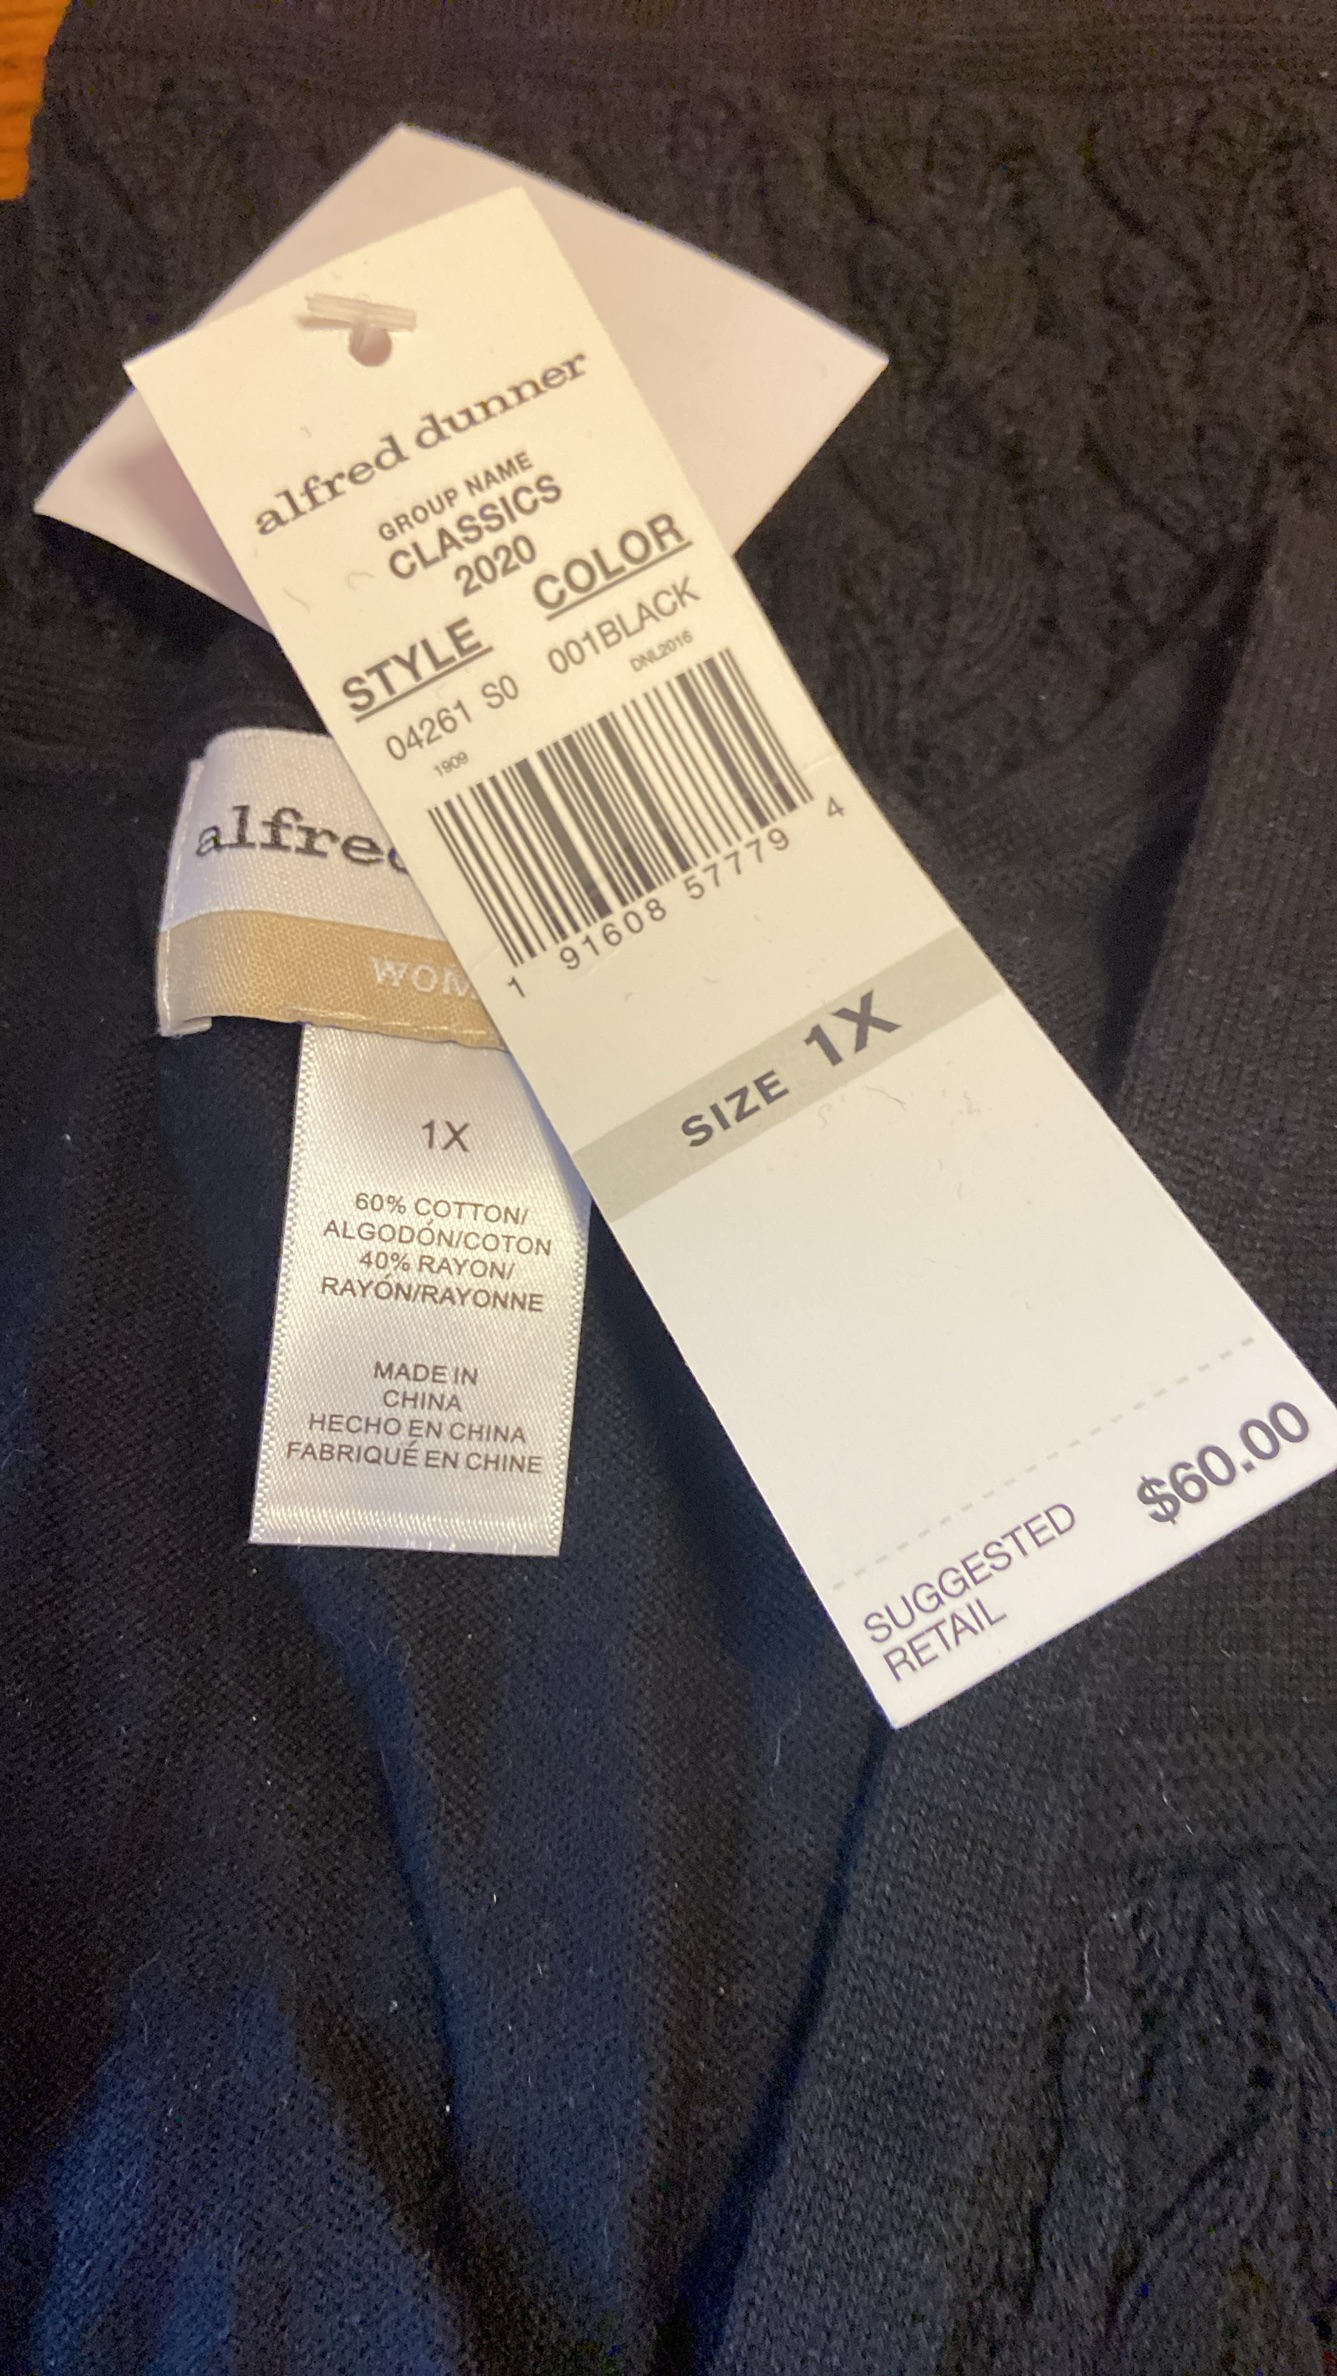 alfred dunner
GROUP NAME
CLASSICS
2020
STYLE COLOR
04261 S0 001BLACK
1909 DNL2016
1 91608 57779 4
SIZE 1X
SUGGESTED
RETAIL
$60.00
alfred
WOM
1X
60% COTTON/
ALGODÓN/COTON
40% RAYON/
RAYÓN/RAYONNE
MADE IN
CHINA
HECHO EN CHINA
FABRIQUÉ EN CHINE